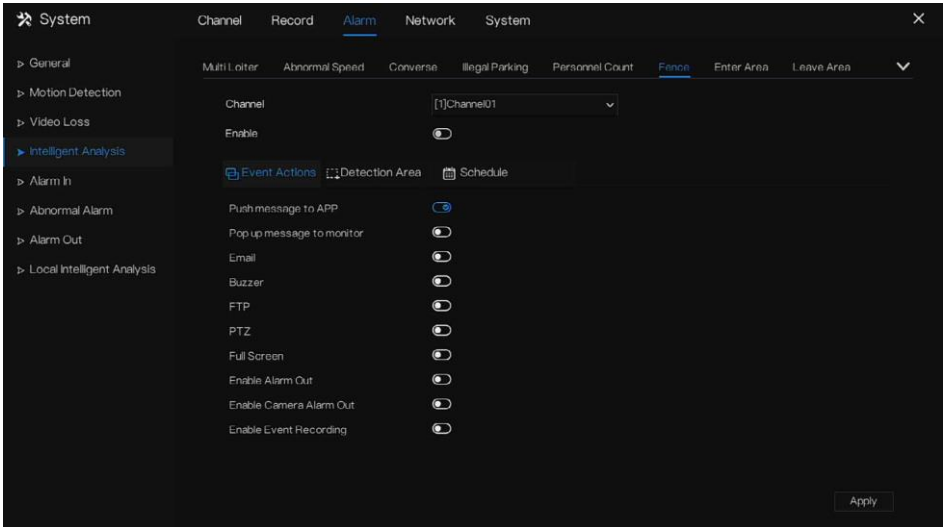 System
Channel Record Alarm Network System
General
Motion Detection
Video Loss
Intelligent Analysis
Alarm In
Abnormal Alarm
Alarm Out
Local Intelligent Analysis
Multi Loiter Abnormal Speed Converse Illegal Parking Personnel Count Fence Enter Area Leave Area
Channel [1]Channel01
Enable
Event Actions Detection Area Schedule
Push message to APP
Pop up message to monitor
Email
Buzzer
FTP
PTZ
Full Screen
Enable Alarm Out
Enable Camera Alarm Out
Enable Event Recording
Apply